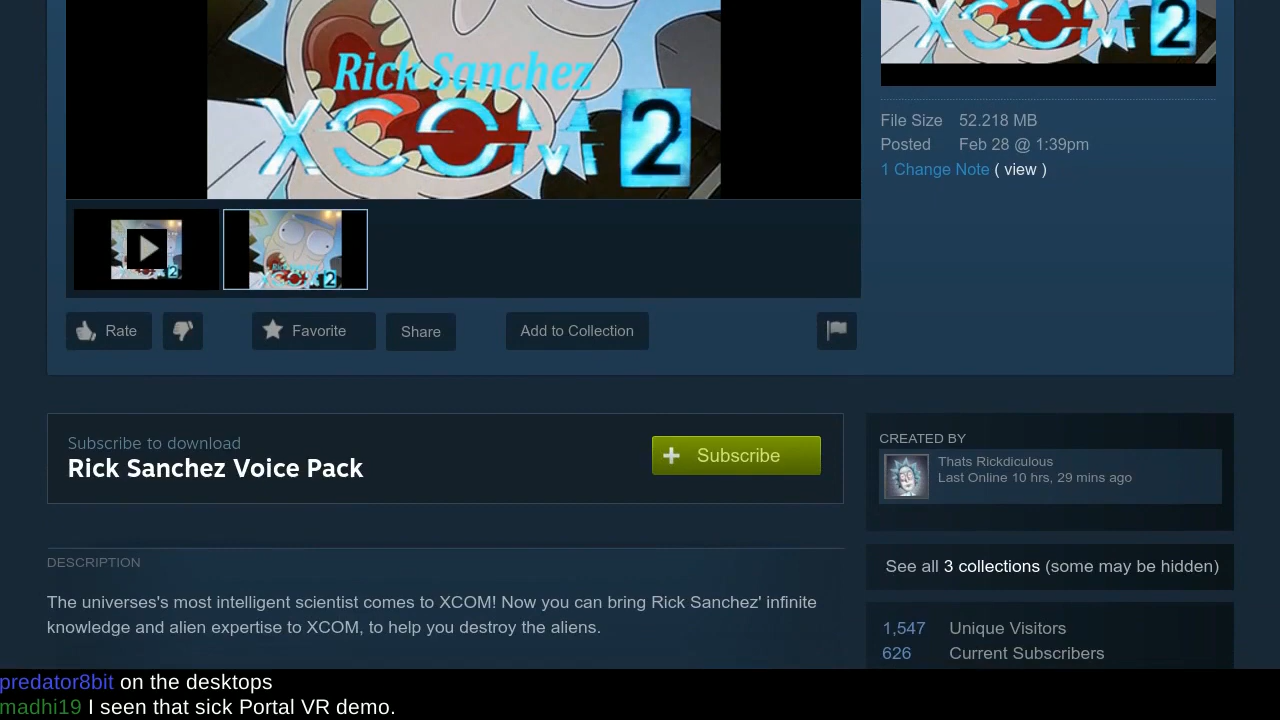 Rick Sanchez
XCOM 2
XCOM 2
File Size 52.218 MB
Posted Feb 28 @ 1:39pm
1 Change Note ( view )
Rate
Favorite
Share
Add to Collection
Subscribe to download
Rick Sanchez Voice Pack
Subscribe
CREATED BY
Thats Rickdiculous
Last Online 10 hrs, 29 mins ago
DESCRIPTION
See all 3 collections (some may be hidden)
The universes's most intelligent scientist comes to XCOM! Now you can bring Rick Sanchez' infinite
knowledge and alien expertise to XCOM, to help you destroy the aliens.
1,547 Unique Visitors
626 Current Subscribers
predator8bit on the desktops
madhi19 I seen that sick Portal VR demo.